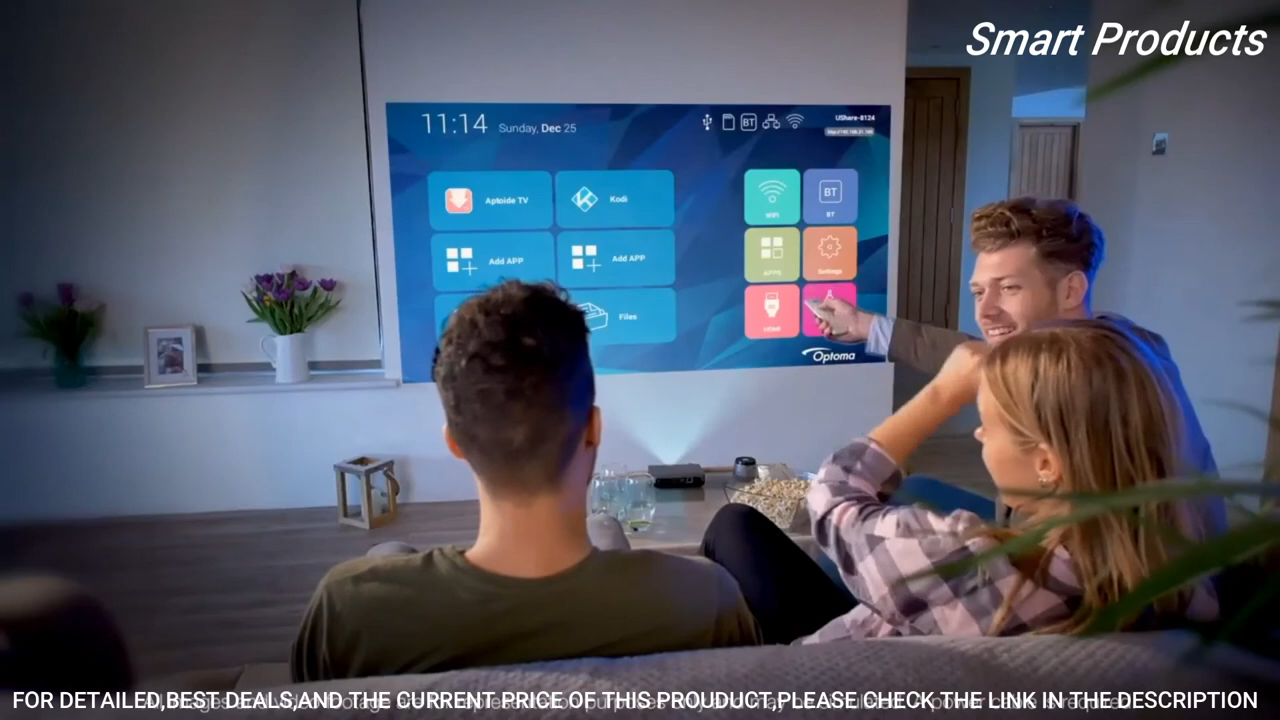 Smart Products
11:14 Sunday, Dec 25
BT
UShare-8124
Aptoide TV
Kodi
WIFI
BT
Add APP
Add APP
APPS
Settings
Files
HDMI
Optoma
FOR DETAILED,BEST DEALS,AND THE CURRENT PRICE OF THIS PROUDUCT,PLEASE CHECK THE LINK IN THE DESCRIPTION